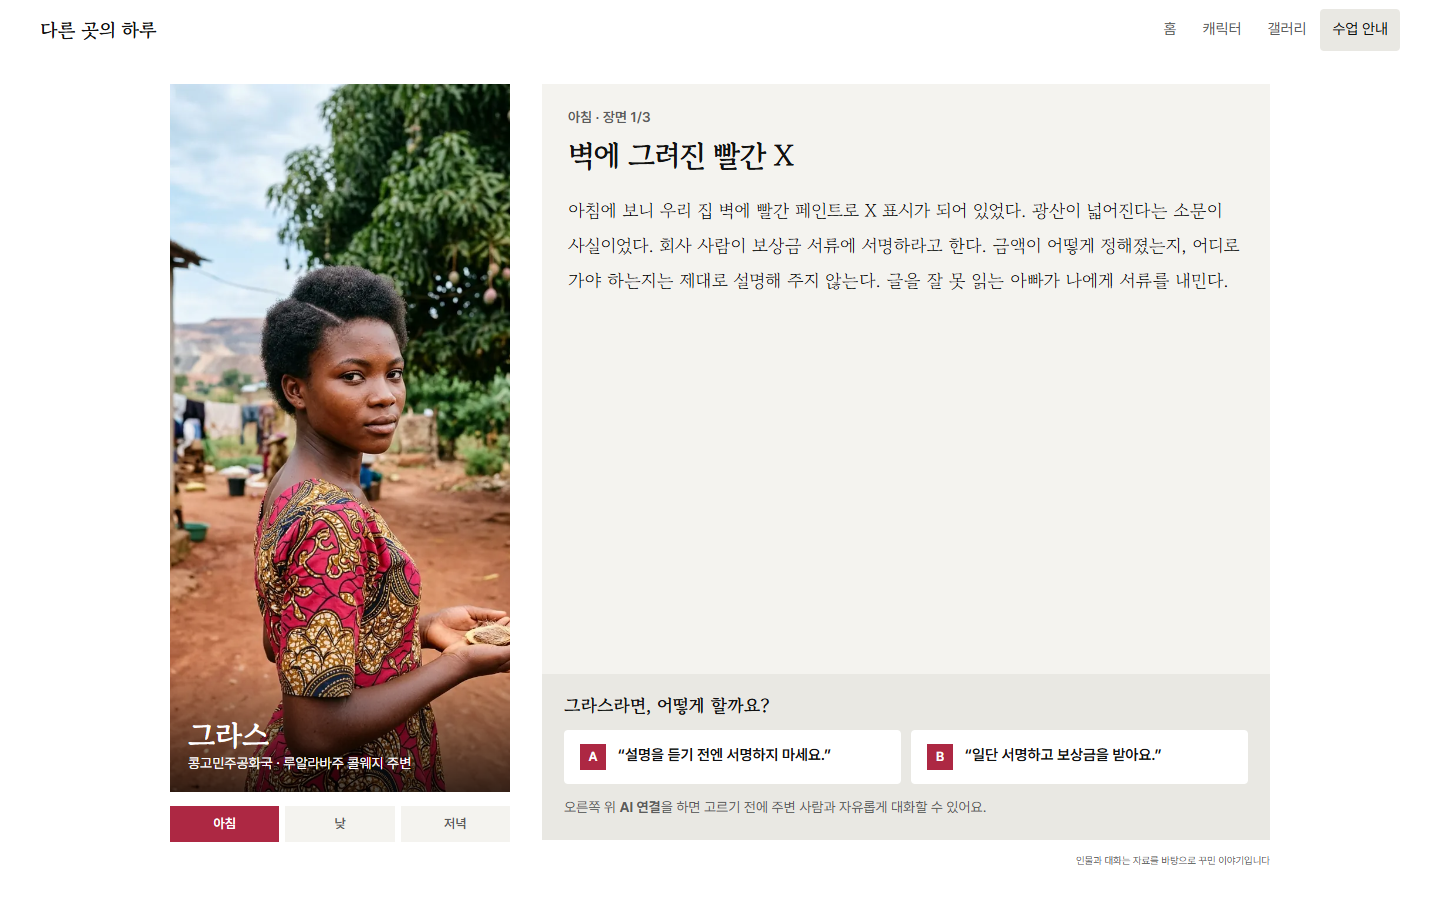 다른 곳의 하루
홈 캐릭터 갤러리 수업 안내
그라스
콩고민주공화국 · 루알라바주 콜웨지 주변
아침 낮 저녁
아침 · 장면 1/3
벽에 그려진 빨간 X
아침에 보니 우리 집 벽에 빨간 페인트로 X 표시가 되어 있었다. 광산이 넓어진다는 소문이
사실이었다. 회사 사람이 보상금 서류에 서명하라고 한다. 금액이 어떻게 정해졌는지, 어디로
가야 하는지는 제대로 설명해 주지 않는다. 글을 잘 못 읽는 아빠가 나에게 서류를 내민다.
그라스라면, 어떻게 할까요?
A “설명을 듣기 전엔 서명하지 마세요.”
B “일단 서명하고 보상금을 받아요.”
오른쪽 위 AI 연결을 하면 고르기 전에 주변 사람과 자유롭게 대화할 수 있어요.
인물과 대화는 자료를 바탕으로 꾸민 이야기입니다